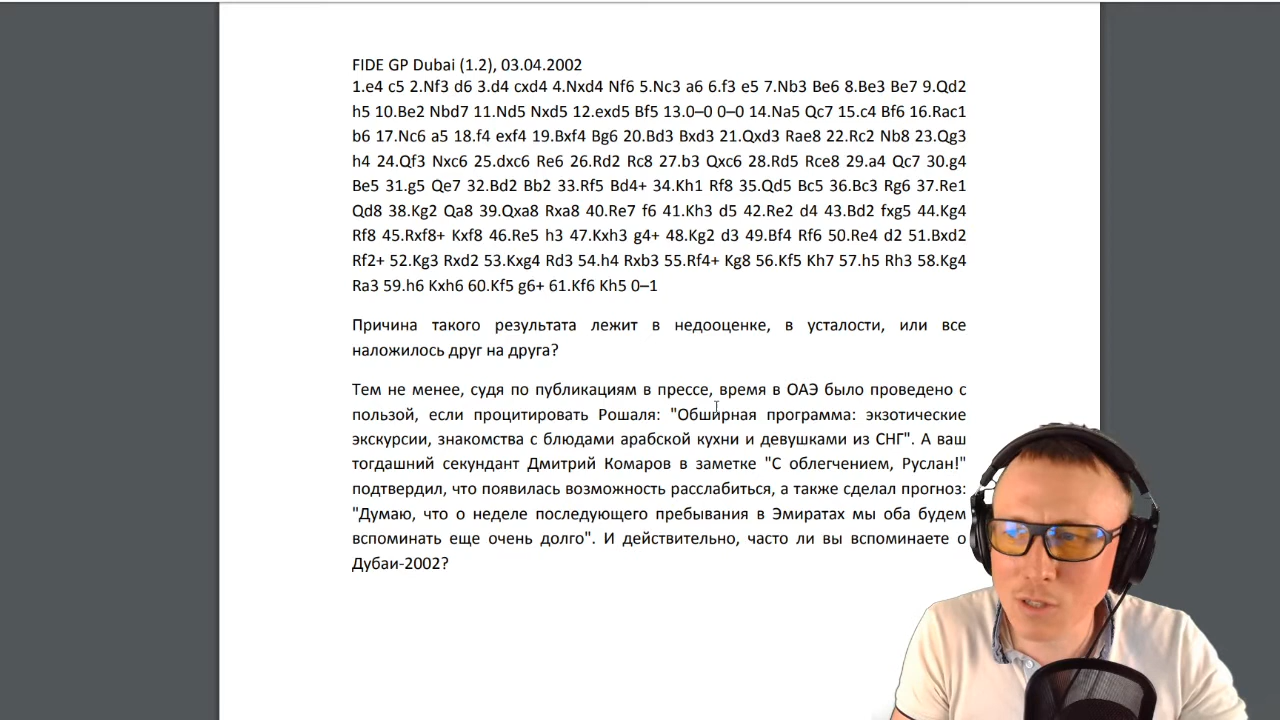 FIDE GP Dubai (1.2), 03.04.2002
1.e4 c5 2.Nf3 d6 3.d4 cxd4 4.Nxd4 Nf6 5.Nc3 a6 6.f3 e5 7.Nb3 Be6 8.Be3 Be7 9.Qd2
h5 10.Be2 Nbd7 11.Nd5 Nxd5 12.exd5 Bf5 13.0–0 0–0 14.Na5 Qc7 15.c4 Bf6 16.Rac1
b6 17.Nc6 a5 18.f4 exf4 19.Bxf4 Bg6 20.Bd3 Bxd3 21.Qxd3 Rae8 22.Rc2 Nb8 23.Qg3
h4 24.Qf3 Nxc6 25.dxc6 Re6 26.Rd2 Rc8 27.b3 Qxc6 28.Rd5 Rce8 29.a4 Qc7 30.g4
Be5 31.g5 Qe7 32.Bd2 Bb2 33.Rf5 Bd4+ 34.Kh1 Rf8 35.Qd5 Bc5 36.Bc3 Rg6 37.Re1
Qd8 38.Kg2 Qa8 39.Qxa8 Rxa8 40.Re7 f6 41.Kh3 d5 42.Re2 d4 43.Bd2 fxg5 44.Kg4
Rf8 45.Rxf8+ Kxf8 46.Re5 h3 47.Kxh3 g4+ 48.Kg2 d3 49.Bf4 Rf6 50.Re4 d2 51.Bxd2
Rf2+ 52.Kg3 Rxd2 53.Kxg4 Rd3 54.h4 Rxb3 55.Rf4+ Kg8 56.Kf5 Kh7 57.h5 Rh3 58.Kg4
Ra3 59.h6 Kxh6 60.Kf5 g6+ 61.Kf6 Kh5 0–1
Причина такого результата лежит в недооценке, в усталости, или все
наложилось друг на друга?
Тем не менее, судя по публикациям в прессе, время в ОАЭ было проведено с
пользой, если процитировать Рошаля: "Обширная программа: экзотические
экскурсии, знакомства с блюдами арабской кухни и девушками из СНГ". А ваш
тогдашний секундант Дмитрий Комаров в заметке "С облегчением, Руслан!"
подтвердил, что появилась возможность расслабиться, а также сделал прогноз:
"Думаю, что о неделе последующего пребывания в Эмиратах мы оба будем
вспоминать еще очень долго". И действительно, часто ли вы вспоминаете о
Дубаи-2002?